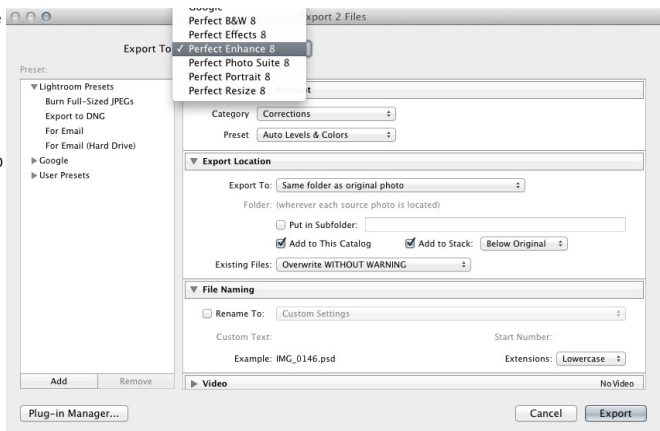 Google
Perfect B&W 8
xport 2 Files
Perfect Effects 8
Export To ✓ Perfect Enhance 8
Perfect Photo Suite 8
Perfect Portrait 8
Perfect Resize 8
Preset:
▼ Lightroom Presets
Burn Full-Sized JPEGs
Export to DNG
For Email
For Email (Hard Drive)
▶ Google
▶ User Presets
Category Corrections
Preset Auto Levels & Colors
▼ Export Location
Export To: Same folder as original photo
Folder: (wherever each source photo is located)
Put in Subfolder:
Add to This Catalog Add to Stack: Below Original
Existing Files: Overwrite WITHOUT WARNING
▼ File Naming
Rename To: Custom Settings
Custom Text: Start Number:
Example: IMG_0146.psd Extensions: Lowercase
▶ Video No Video
Add Remove
Plug-in Manager... Cancel Export